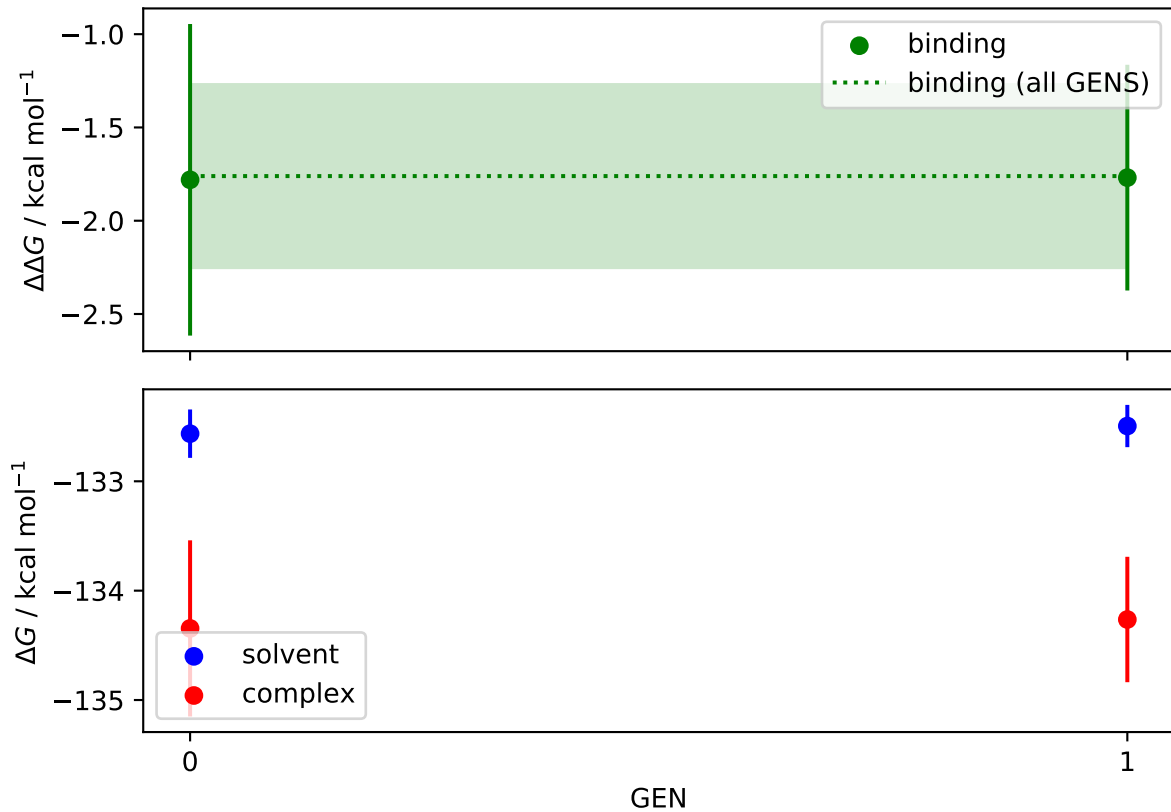 −1.0
−1.5
−2.0
−2.5
ΔΔG / kcal mol⁻¹
binding
binding (all GENS)
−133
−134
−135
ΔG / kcal mol⁻¹
solvent
complex
0
1
GEN